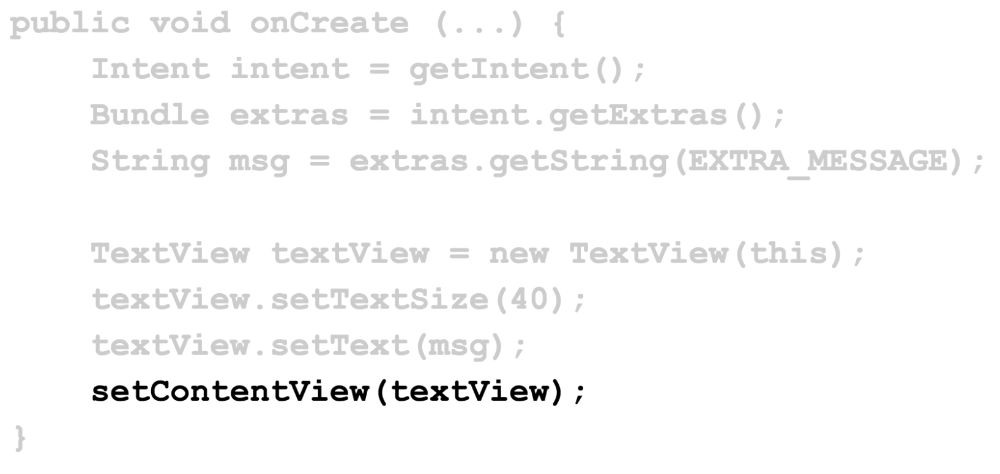 public void onCreate (...) {
Intent intent = getIntent();
Bundle extras = intent.getExtras();
String msg = extras.getString(EXTRA_MESSAGE);
TextView textView = new TextView(this);
textView.setTextSize(40);
textView.setText(msg);
setContentView(textView);
}